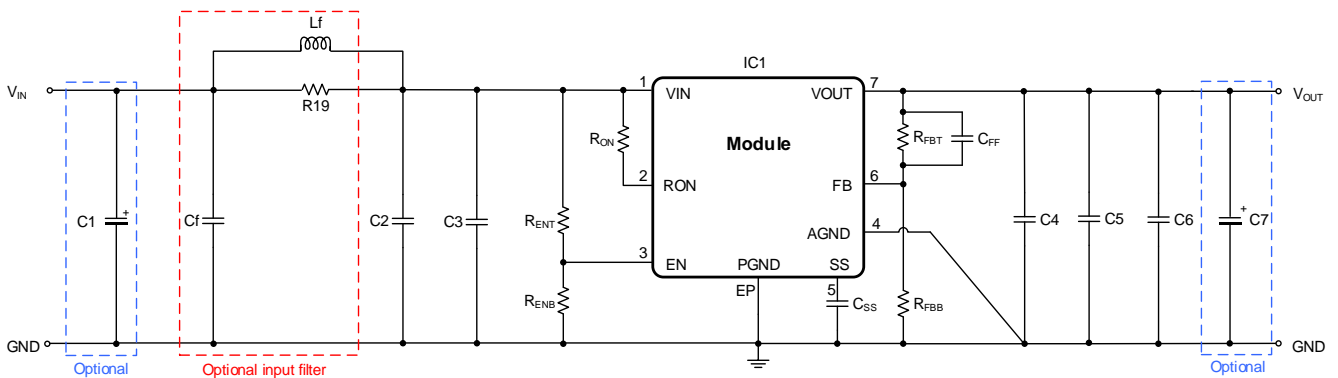 Lf
IC1
VIN
R19
1
VIN
VOUT
7
VOUT
RON
Module
RFBT
CFF
2
RON
FB
6
C1
+
Cf
C2
C3
RENT
AGND
4
C4
C5
C6
+
C7
3
EN
PGND
SS
RENB
EP
5
CSS
RFBB
GND
GND
Optional
Optional input filter
Optional